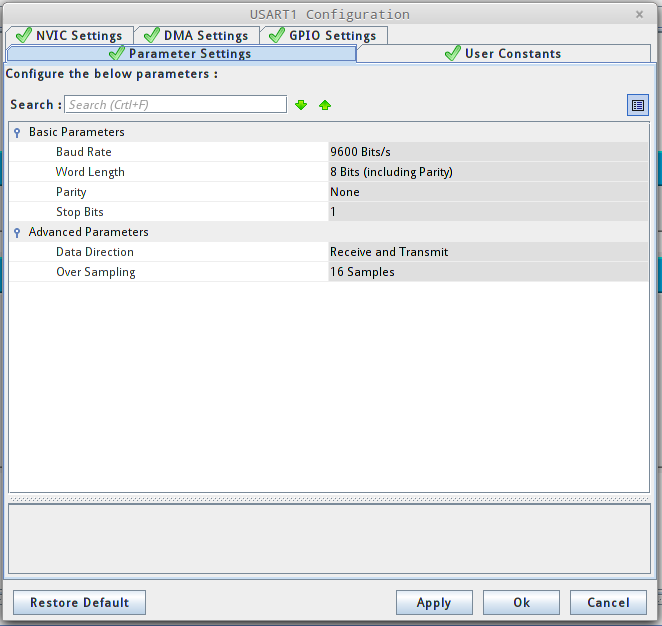 USART1 Configuration ×
NVIC Settings DMA Settings GPIO Settings
Parameter Settings User Constants
Configure the below parameters :
Search : Search (Crtl+F)
Basic Parameters
Baud Rate 9600 Bits/s
Word Length 8 Bits (including Parity)
Parity None
Stop Bits 1
Advanced Parameters
Data Direction Receive and Transmit
Over Sampling 16 Samples
Restore Default Apply Ok Cancel